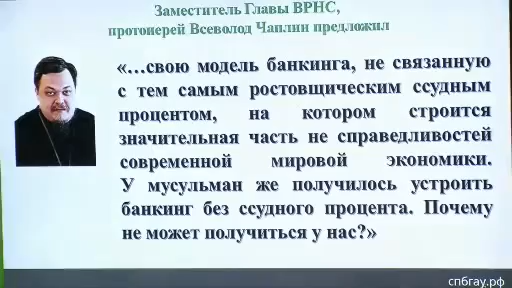 Заместитель Главы ВРНС,
протоиерей Всеволод Чаплин предложил
«…свою модель банкинга, не связанную
с тем самым ростовщическим ссудным
процентом, на котором строится
значительная часть не справедливостей
современной мировой экономики.
У мусульман же получилось устроить
банкинг без ссудного процента. Почему
не может получиться у нас?»
спбгау.рф